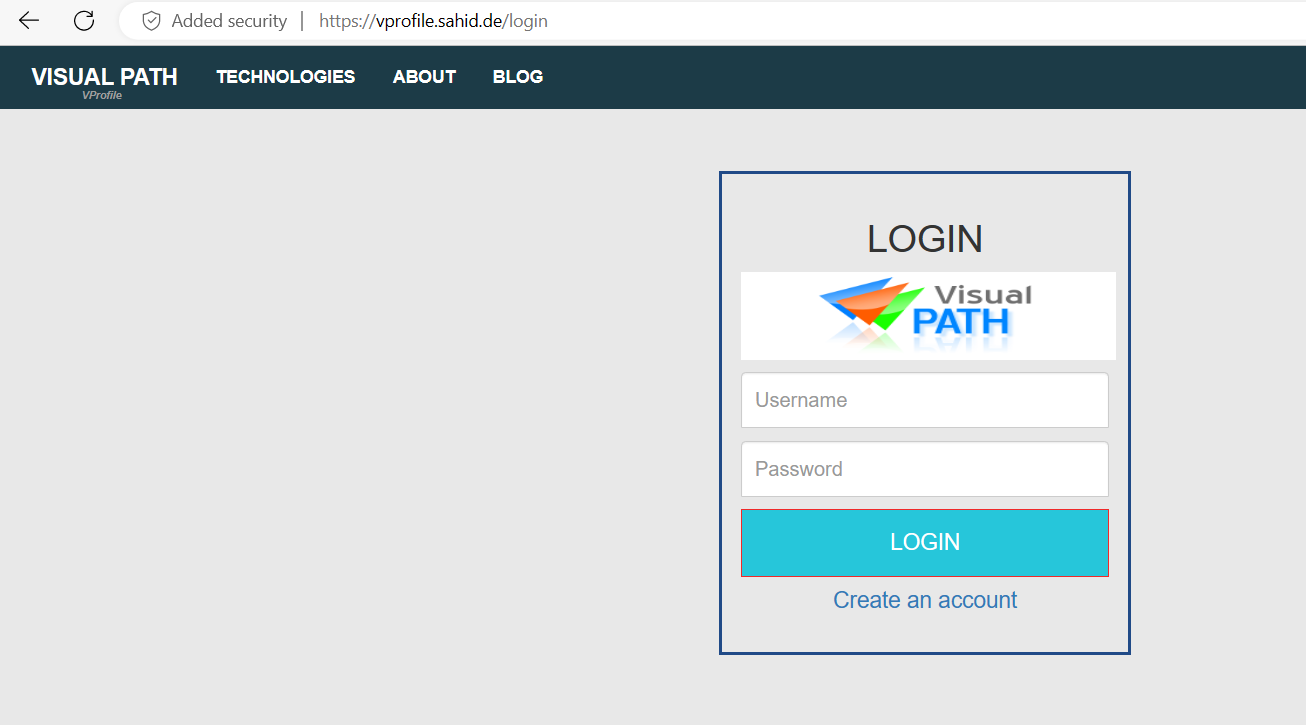 Added security | https://vprofile.sahid.de/login
VISUAL PATH TECHNOLOGIES ABOUT BLOG
VProfile
LOGIN
Visual
PATH
Username
Password
LOGIN
Create an account